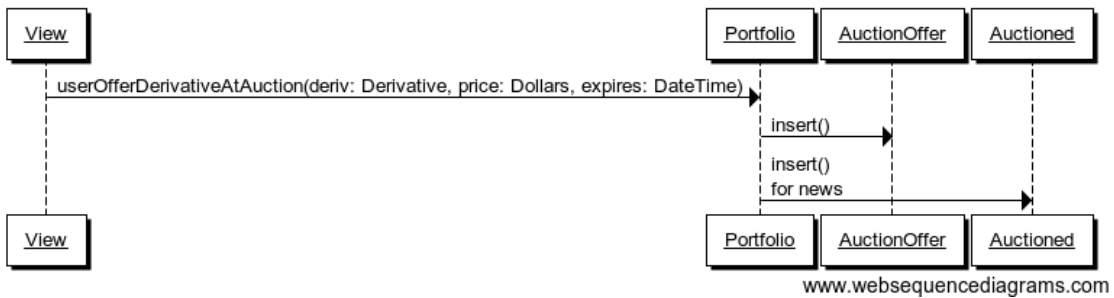 View
Portfolio
AuctionOffer
Auctioned
userOfferDerivativeAtAuction(deriv: Derivative, price: Dollars, expires: DateTime)
insert()
insert()
for news
View
Portfolio
AuctionOffer
Auctioned
www.websequencediagrams.com